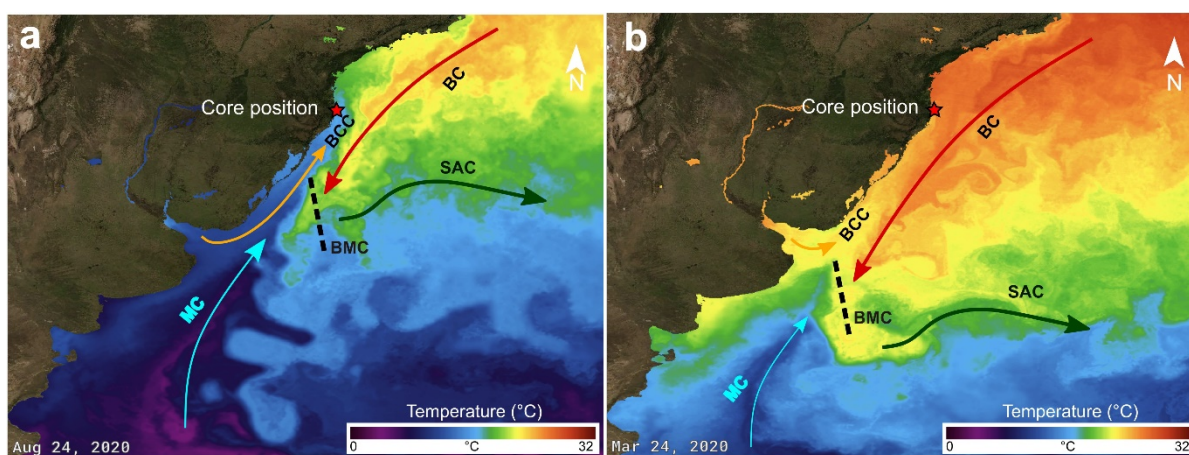 a
BC
N
Core position
BCC
SAC
BMC
MC
Temperature (°C)
0 °C 32
Aug 24, 2020
b
BC
N
Core position
BCC
SAC
BMC
MC
Temperature (°C)
0 °C 32
Mar 24, 2020